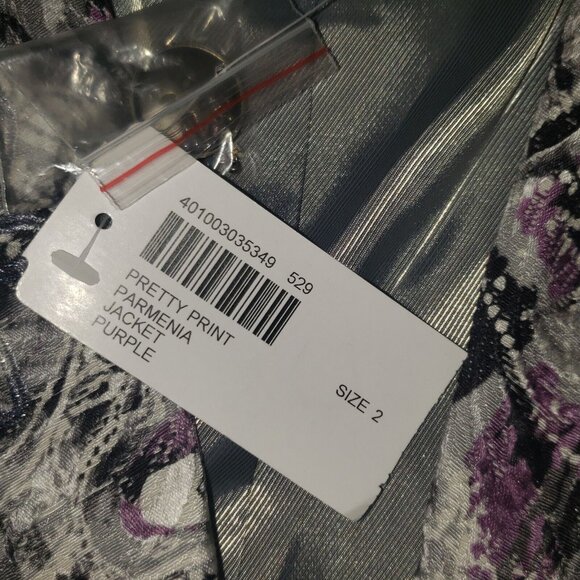 401003035349 529
PRETTY PRINT
PARMENIA
JACKET
PURPLE
SIZE 2